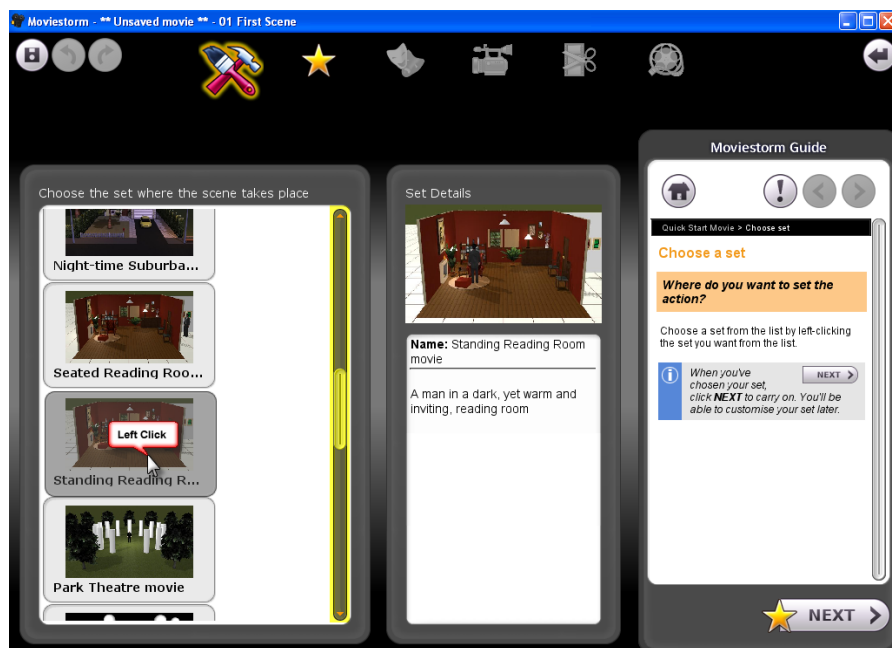 Moviestorm - ** Unsaved movie ** - 01 First Scene
Moviestorm Guide
Choose the set where the scene takes place
Night-time Suburba...
Seated Reading Roo...
Left Click
Standing Reading R...
Park Theatre movie
Set Details
Name: Standing Reading Room
movie
A man in a dark, yet warm and
inviting, reading room
Quick Start Movie > Choose set
Choose a set
Where do you want to set the
action?
Choose a set from the list by left-clicking
the set you want from the list.
When you've
chosen your set,
click NEXT to carry on. You'll be
able to customise your set later.
NEXT >
NEXT >